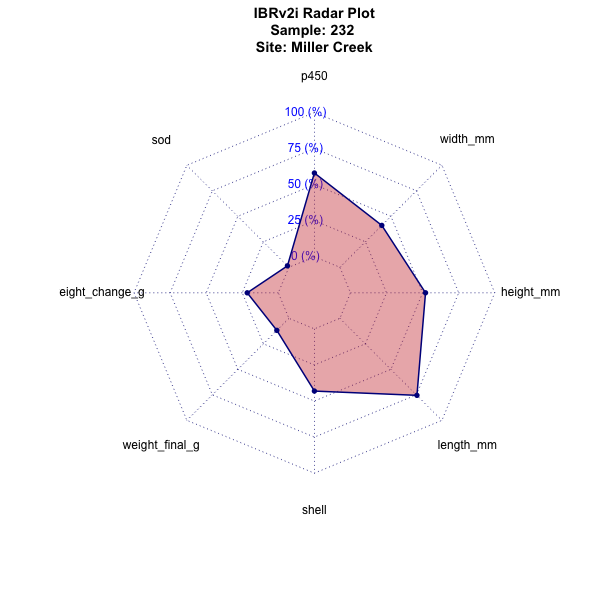 IBRv2i Radar Plot
Sample: 232
Site: Miller Creek
p450
100 (%)
sod
width_mm
75 (%)
50 (%)
25 (%)
0 (%)
eight_change_g
height_mm
weight_final_g
length_mm
shell